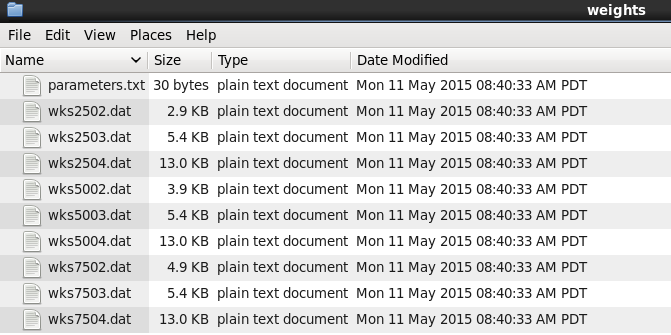 weights
File Edit View Places Help
Name Size Type Date Modified
parameters.txt 30 bytes plain text document Mon 11 May 2015 08:40:33 AM PDT
wks2502.dat 2.9 KB plain text document Mon 11 May 2015 08:40:33 AM PDT
wks2503.dat 5.4 KB plain text document Mon 11 May 2015 08:40:33 AM PDT
wks2504.dat 13.0 KB plain text document Mon 11 May 2015 08:40:33 AM PDT
wks5002.dat 3.9 KB plain text document Mon 11 May 2015 08:40:33 AM PDT
wks5003.dat 5.4 KB plain text document Mon 11 May 2015 08:40:33 AM PDT
wks5004.dat 13.0 KB plain text document Mon 11 May 2015 08:40:33 AM PDT
wks7502.dat 4.9 KB plain text document Mon 11 May 2015 08:40:33 AM PDT
wks7503.dat 5.4 KB plain text document Mon 11 May 2015 08:40:33 AM PDT
wks7504.dat 13.0 KB plain text document Mon 11 May 2015 08:40:33 AM PDT